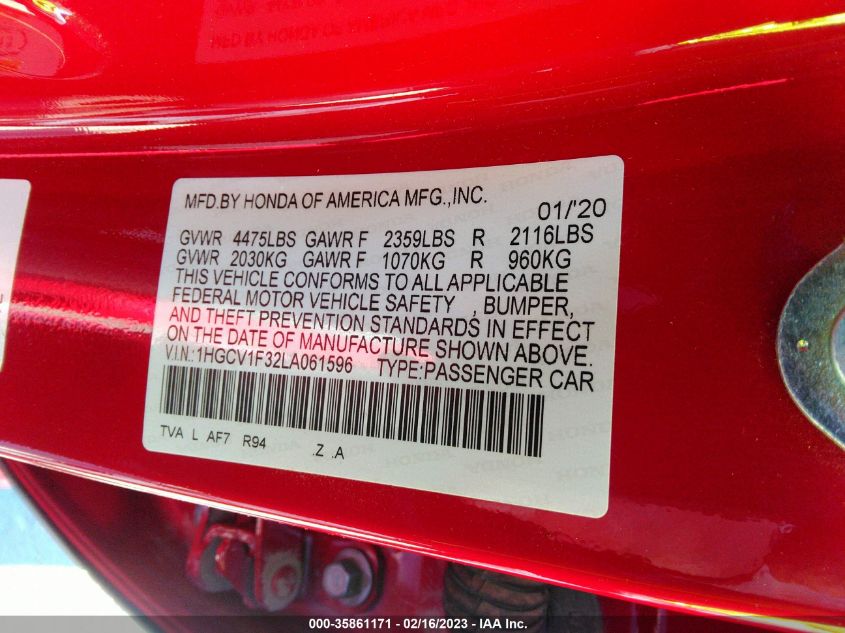 MFD.BY HONDA OF AMERICA MFG.,INC.
01/'20
GVWR 4475LBS GAWR F 2359LBS R 2116LBS
GVWR 2030KG GAWR F 1070KG R 960KG
THIS VEHICLE CONFORMS TO ALL APPLICABLE
FEDERAL MOTOR VEHICLE SAFETY , BUMPER,
AND THEFT PREVENTION STANDARDS IN EFFECT
ON THE DATE OF MANUFACTURE SHOWN ABOVE.
V.I.N.:1HGCV1F32LA061596 TYPE:PASSENGER CAR
TVA L AF7 R94 .Z .A
000-35861171 — 02/16/2023 - IAA Inc.